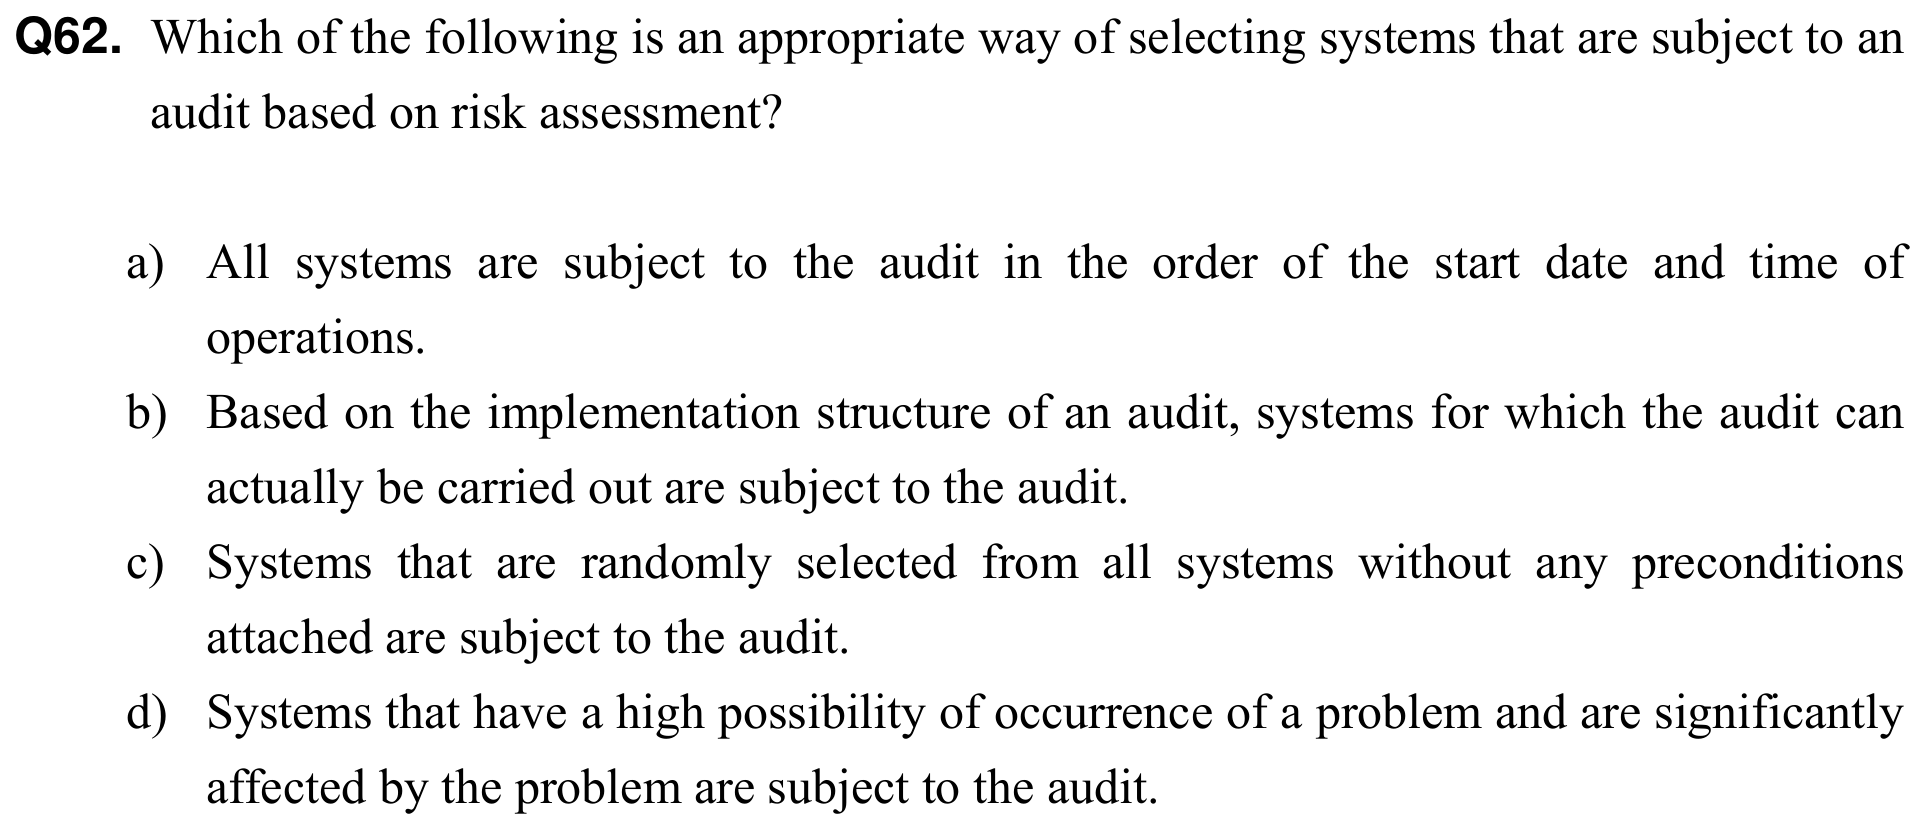 Q62. Which of the following is an appropriate way of selecting systems that are subject to an
audit based on risk assessment?
a) All systems are subject to the audit in the order of the start date and time of
operations.
b) Based on the implementation structure of an audit, systems for which the audit can
actually be carried out are subject to the audit.
c) Systems that are randomly selected from all systems without any preconditions
attached are subject to the audit.
d) Systems that have a high possibility of occurrence of a problem and are significantly
affected by the problem are subject to the audit.